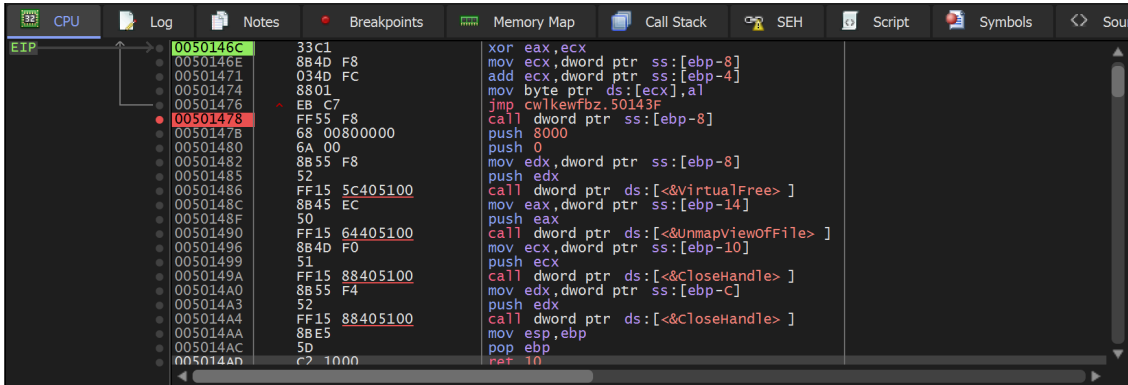 32 CPU Log Notes Breakpoints Memory Map Call Stack SEH Script Symbols Sou
EIP 0050146C 33C1 xor eax,ecx
0050146E 8B4D F8 mov ecx,dword ptr ss:[ebp-8]
00501471 034D FC add ecx,dword ptr ss:[ebp-4]
00501474 8801 mov byte ptr ds:[ecx],al
00501476 ^ EB C7 jmp cwlkewfbz.50143F
00501478 FF55 F8 call dword ptr ss:[ebp-8]
0050147B 68 00800000 push 8000
00501480 6A 00 push 0
00501482 8B55 F8 mov edx,dword ptr ss:[ebp-8]
00501485 52 push edx
00501486 FF15 5C405100 call dword ptr ds:[<&VirtualFree>]
0050148C 8B45 EC mov eax,dword ptr ss:[ebp-14]
0050148F 50 push eax
00501490 FF15 64405100 call dword ptr ds:[<&UnmapViewOfFile>]
00501496 8B4D F0 mov ecx,dword ptr ss:[ebp-10]
00501499 51 push ecx
0050149A FF15 88405100 call dword ptr ds:[<&CloseHandle>]
005014A0 8B55 F4 mov edx,dword ptr ss:[ebp-C]
005014A3 52 push edx
005014A4 FF15 88405100 call dword ptr ds:[<&CloseHandle>]
005014AA 8BE5 mov esp,ebp
005014AC 5D pop ebp
005014AD C2 1000 ret 10